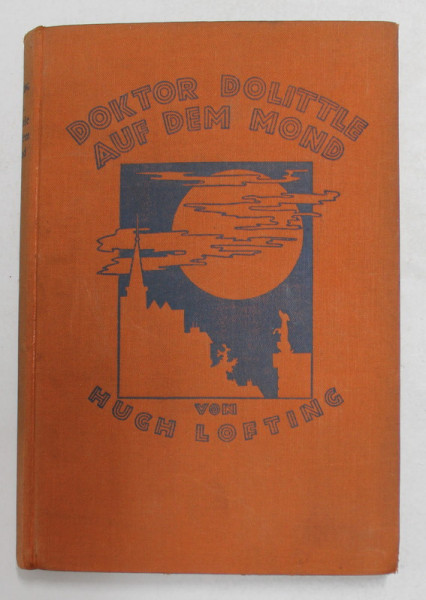 DOKTOR DOLITTLE
AUF DEM MOND
VON
HUGH LOFTING